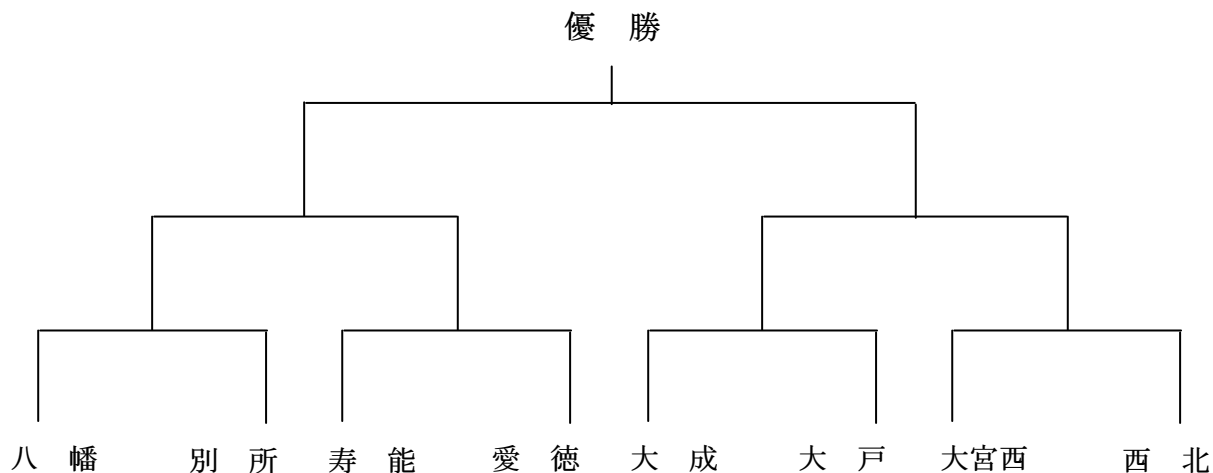 優　勝
八　幡　別　所　寿　能　愛　徳　大　成　大　戸　大宮西　西　北